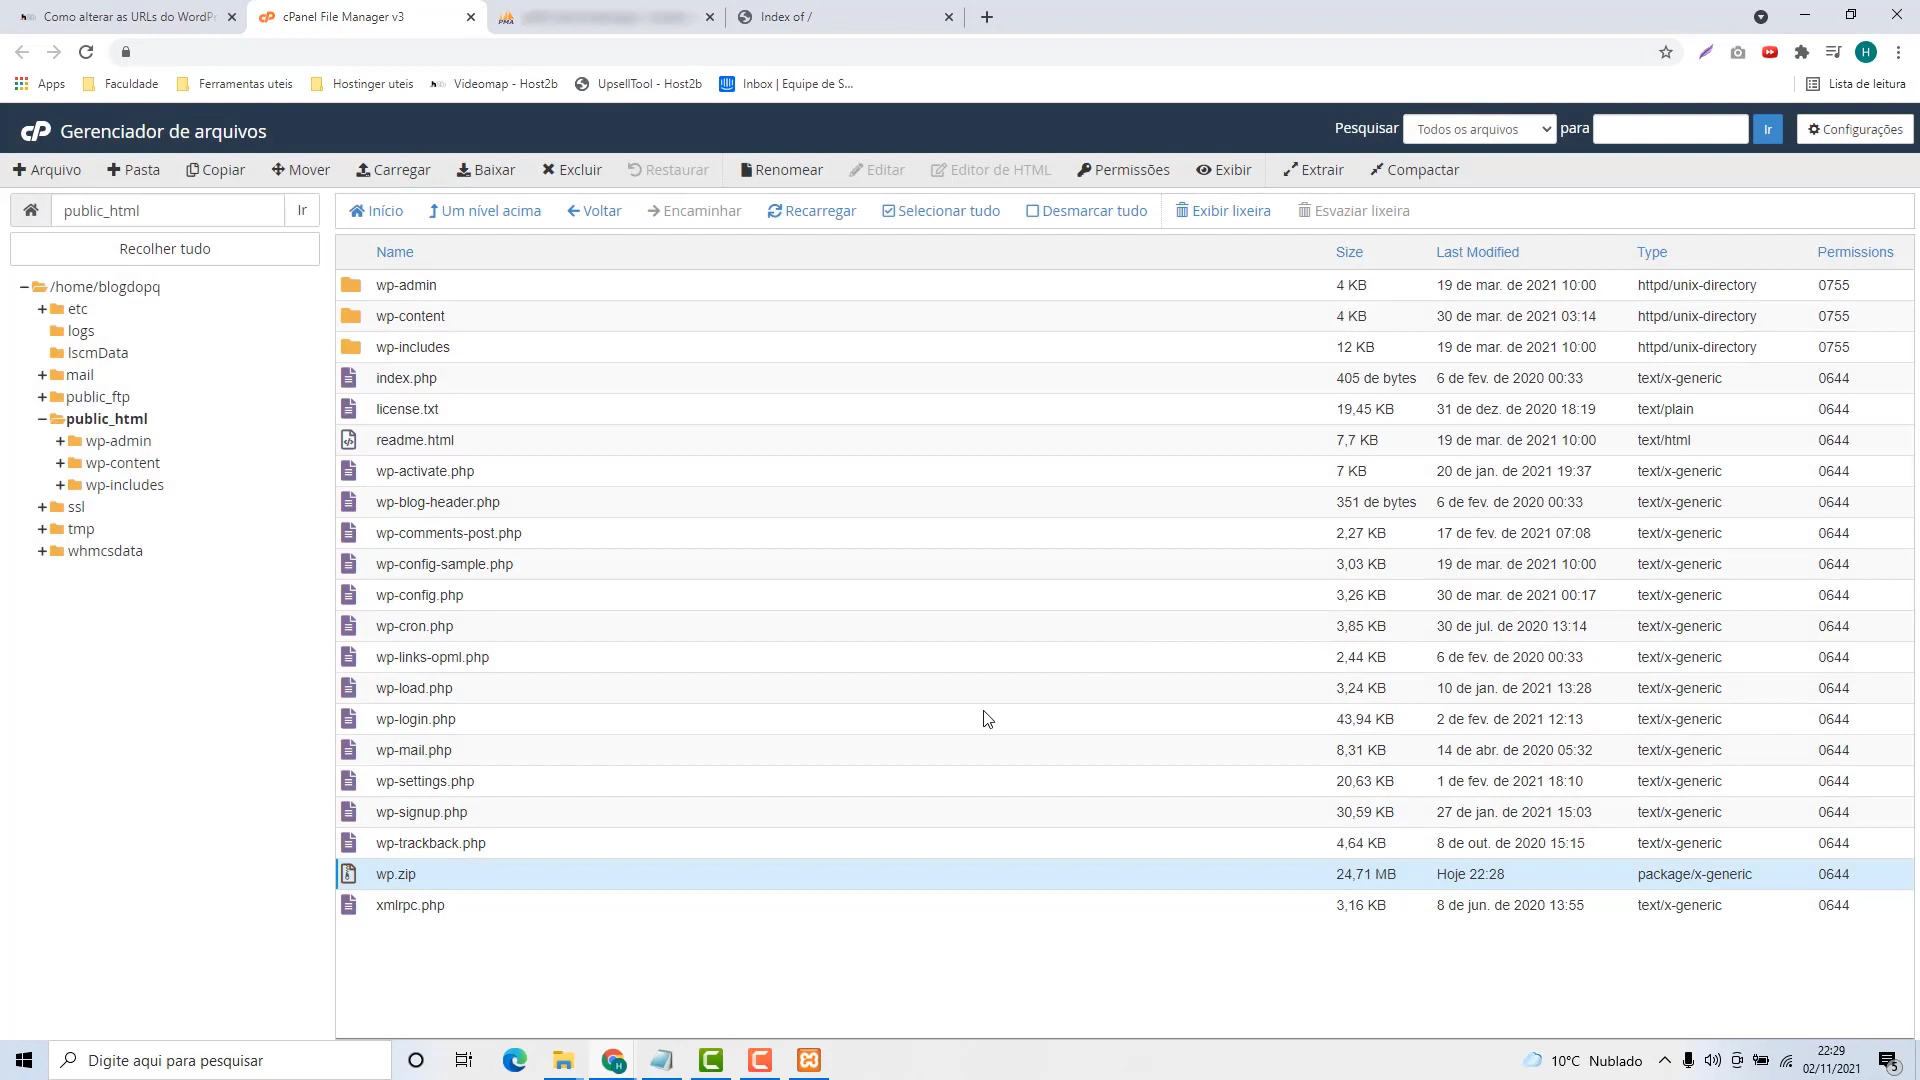 Como alterar as URLs do WordPr
cPanel File Manager v3
Index of /
Apps
Faculdade
Ferramentas uteis
Hostinger uteis
Videomap - Host2b
UpsellTool - Host2b
Inbox | Equipe de S...
Lista de leitura
cP Gerenciador de arquivos
Pesquisar
Todos os arquivos
para
Ir
Configurações
Arquivo
Pasta
Copiar
Mover
Carregar
Baixar
Excluir
Restaurar
Renomear
Editar
Editor de HTML
Permissões
Exibir
Extrair
Compactar
public_html
Ir
Início
Um nível acima
Voltar
Encaminhar
Recarregar
Selecionar tudo
Desmarcar tudo
Exibir lixeira
Esvaziar lixeira
Recolher tudo
/home/blogdopq
etc
logs
lscmData
mail
public_ftp
public_html
wp-admin
wp-content
wp-includes
ssl
tmp
whmcsdata
Name Size Last Modified Type Permissions
wp-admin 4 KB 19 de mar. de 2021 10:00 httpd/unix-directory 0755
wp-content 4 KB 30 de mar. de 2021 03:14 httpd/unix-directory 0755
wp-includes 12 KB 19 de mar. de 2021 10:00 httpd/unix-directory 0755
index.php 405 de bytes 6 de fev. de 2020 00:33 text/x-generic 0644
license.txt 19,45 KB 31 de dez. de 2020 18:19 text/plain 0644
readme.html 7,7 KB 19 de mar. de 2021 10:00 text/html 0644
wp-activate.php 7 KB 20 de jan. de 2021 19:37 text/x-generic 0644
wp-blog-header.php 351 de bytes 6 de fev. de 2020 00:33 text/x-generic 0644
wp-comments-post.php 2,27 KB 17 de fev. de 2021 07:08 text/x-generic 0644
wp-config-sample.php 3,03 KB 19 de mar. de 2021 10:00 text/x-generic 0644
wp-config.php 3,26 KB 30 de mar. de 2021 00:17 text/x-generic 0644
wp-cron.php 3,85 KB 30 de jul. de 2020 13:14 text/x-generic 0644
wp-links-opml.php 2,44 KB 6 de fev. de 2020 00:33 text/x-generic 0644
wp-load.php 3,24 KB 10 de jan. de 2021 13:28 text/x-generic 0644
wp-login.php 43,94 KB 2 de fev. de 2021 12:13 text/x-generic 0644
wp-mail.php 8,31 KB 14 de abr. de 2020 05:32 text/x-generic 0644
wp-settings.php 20,63 KB 1 de fev. de 2021 18:10 text/x-generic 0644
wp-signup.php 30,59 KB 27 de jan. de 2021 15:03 text/x-generic 0644
wp-trackback.php 4,64 KB 8 de out. de 2020 15:15 text/x-generic 0644
wp.zip 24,71 MB Hoje 22:28 package/x-generic 0644
xmlrpc.php 3,16 KB 8 de jun. de 2020 13:55 text/x-generic 0644
Digite aqui para pesquisar
10°C Nublado
22:29
02/11/2021
5